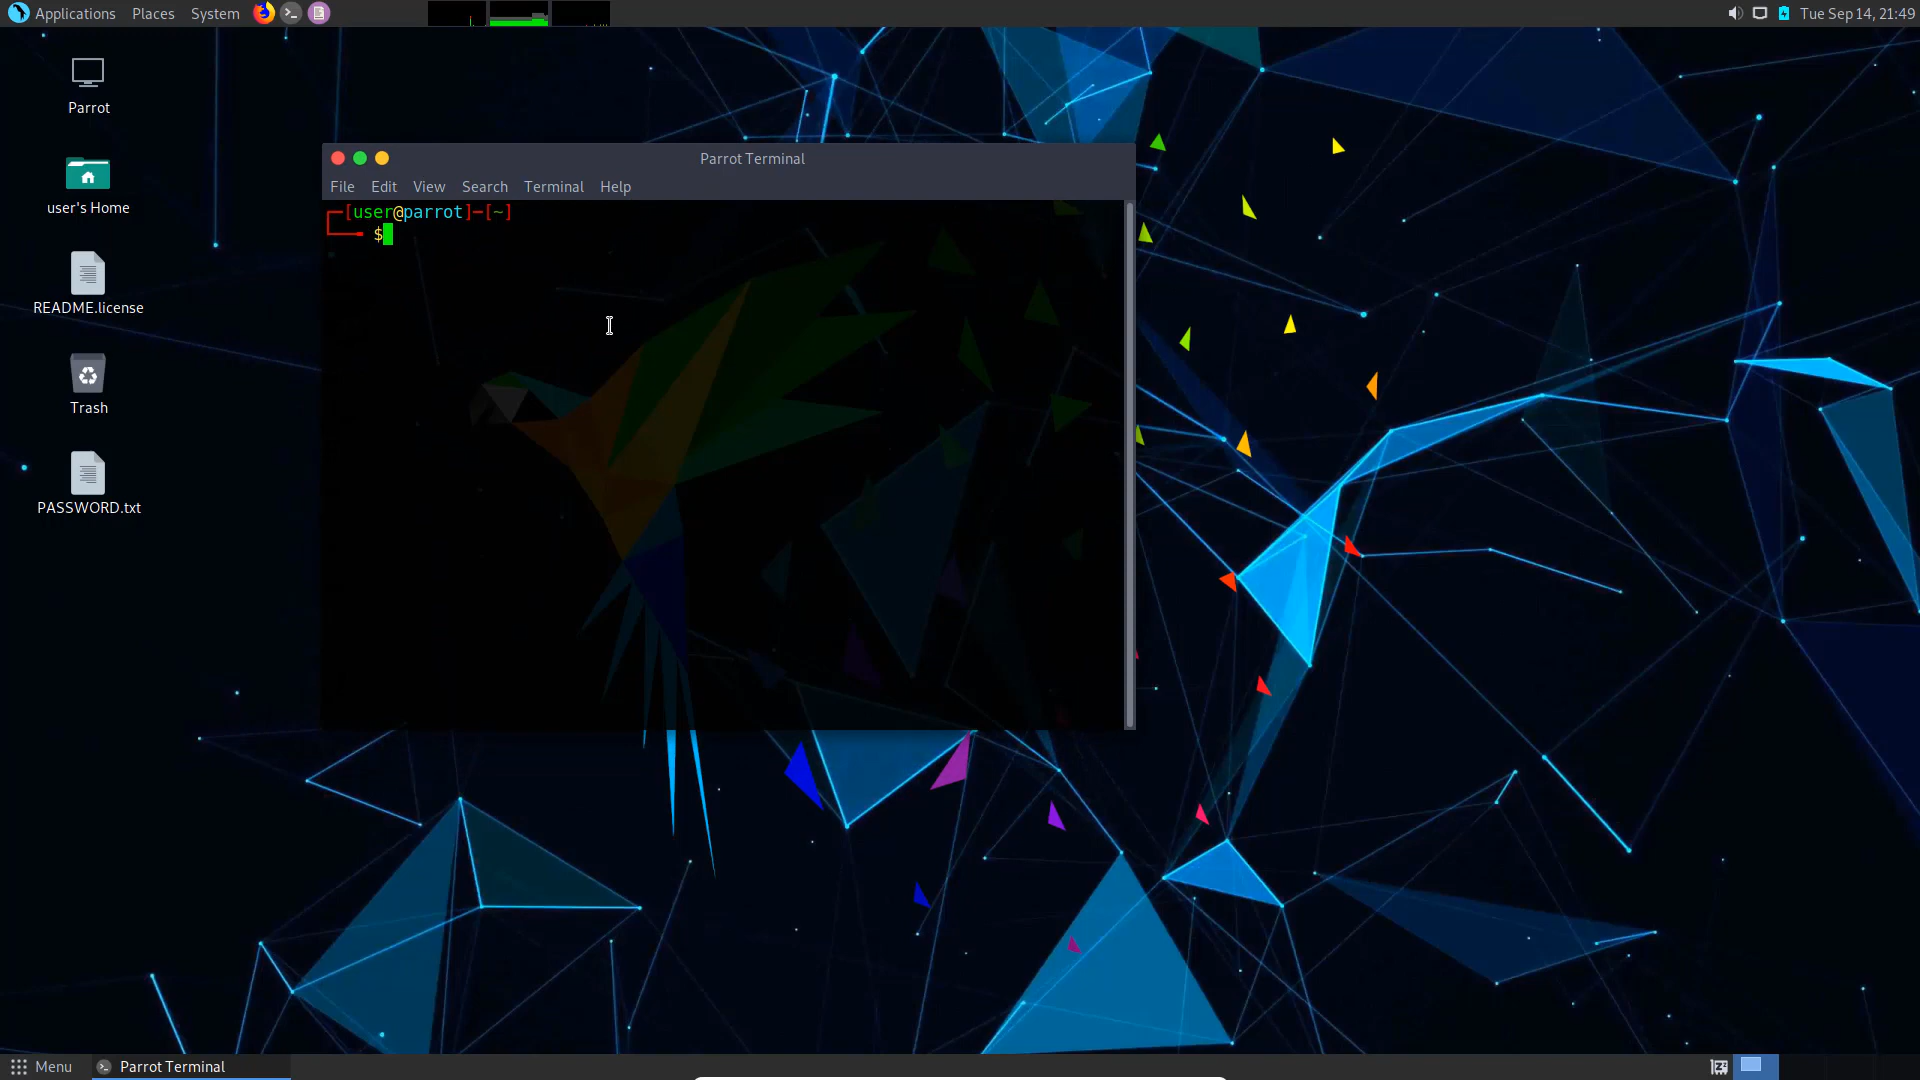 Applications Places System
Tue Sep 14, 21:49
Parrot
user's Home
README.license
Trash
PASSWORD.txt
Parrot Terminal
File Edit View Search Terminal Help
┌─[user@parrot]─[~]
└──╼ $
Menu
Parrot Terminal